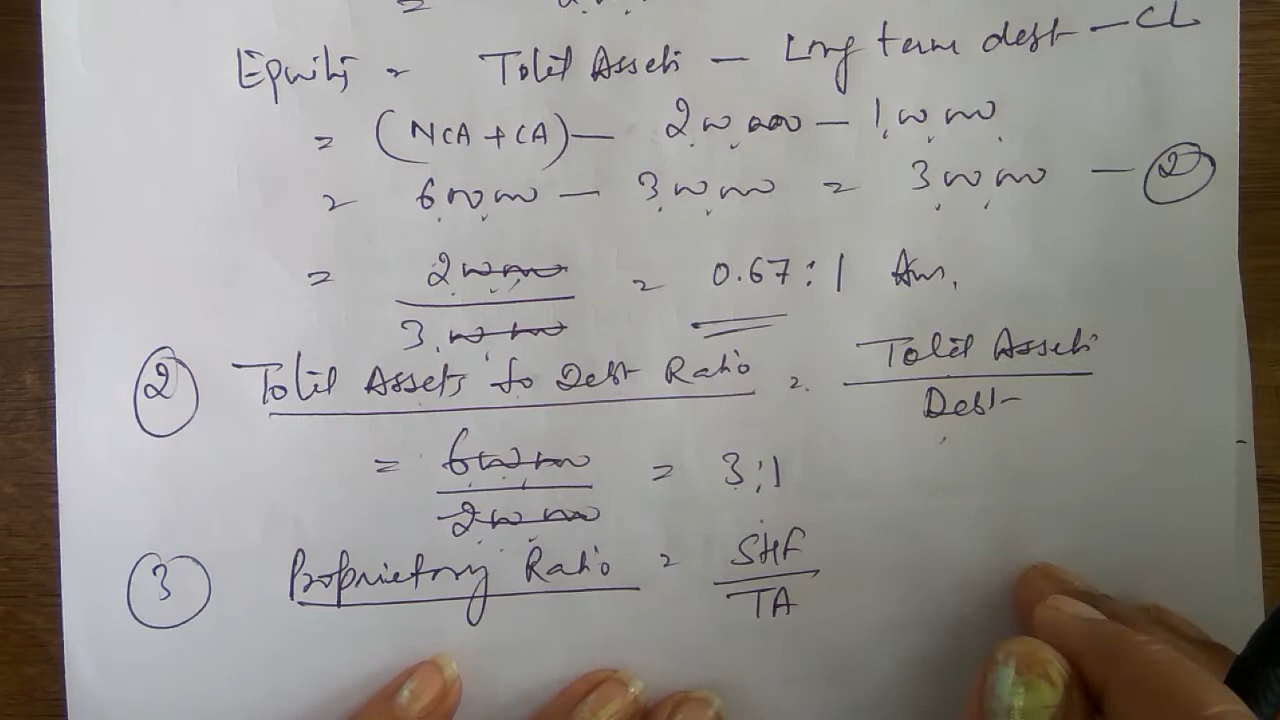 =
Equity = Total Assets – Long term debt – CL
= (NCA + CA) – 2,00,000 – 1,00,000
= 6,00,000 – 3,00,000 = 3,00,000 – ②
= 2,00,000 / 3,00,000 = 0.67 : 1 Ans.
② Total Assets to Debt Ratio = Total Assets / Debt
= 6,00,000 / 2,00,000 = 3:1
③ Proprietory Ratio = SHF / TA